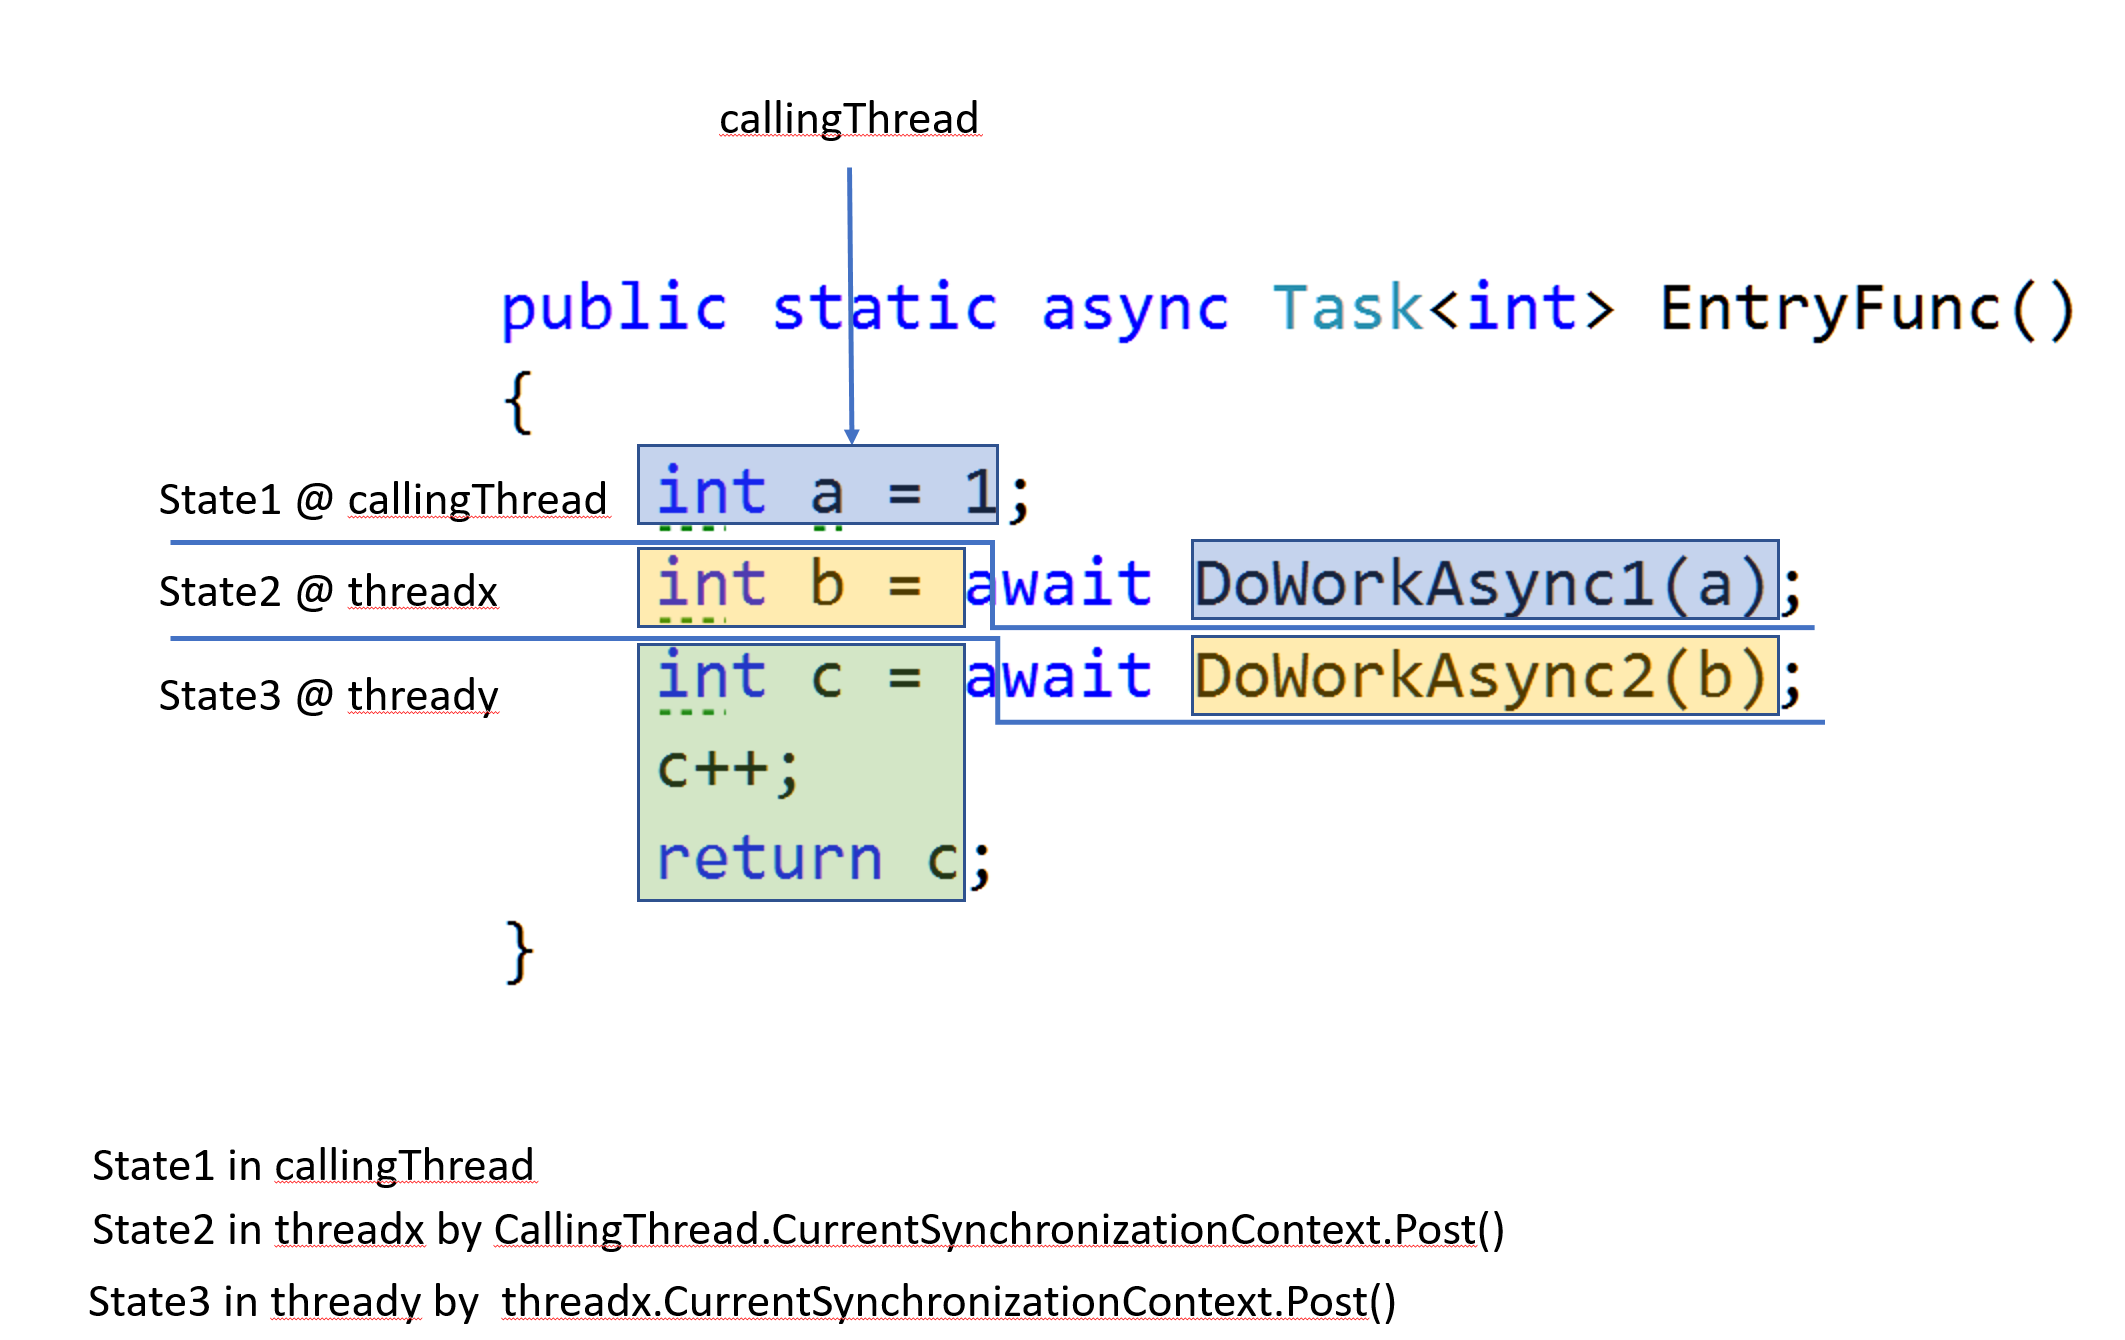 callingThread
public static async Task<int> EntryFunc()
{
State1 @ callingThread int a = 1;
State2 @ threadx int b = await DoWorkAsync1(a);
State3 @ thready int c = await DoWorkAsync2(b);
c++;
return c;
}
State1 in callingThread
State2 in threadx by CallingThread.CurrentSynchronizationContext.Post()
State3 in thready by threadx.CurrentSynchronizationContext.Post()